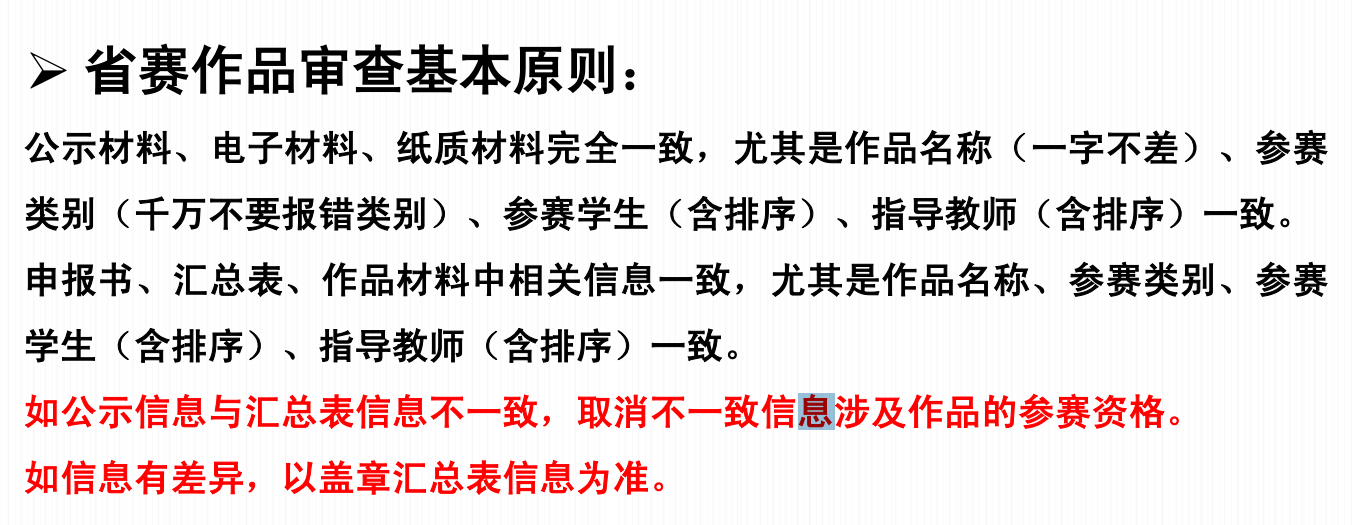 ➢ 省赛作品审查基本原则：
公示材料、电子材料、纸质材料完全一致，尤其是作品名称（一字不差）、参赛
类别（千万不要报错类别）、参赛学生（含排序）、指导教师（含排序）一致。
申报书、汇总表、作品材料中相关信息一致，尤其是作品名称、参赛类别、参赛
学生（含排序）、指导教师（含排序）一致。
如公示信息与汇总表信息不一致，取消不一致信息涉及作品的参赛资格。
如信息有差异，以盖章汇总表信息为准。